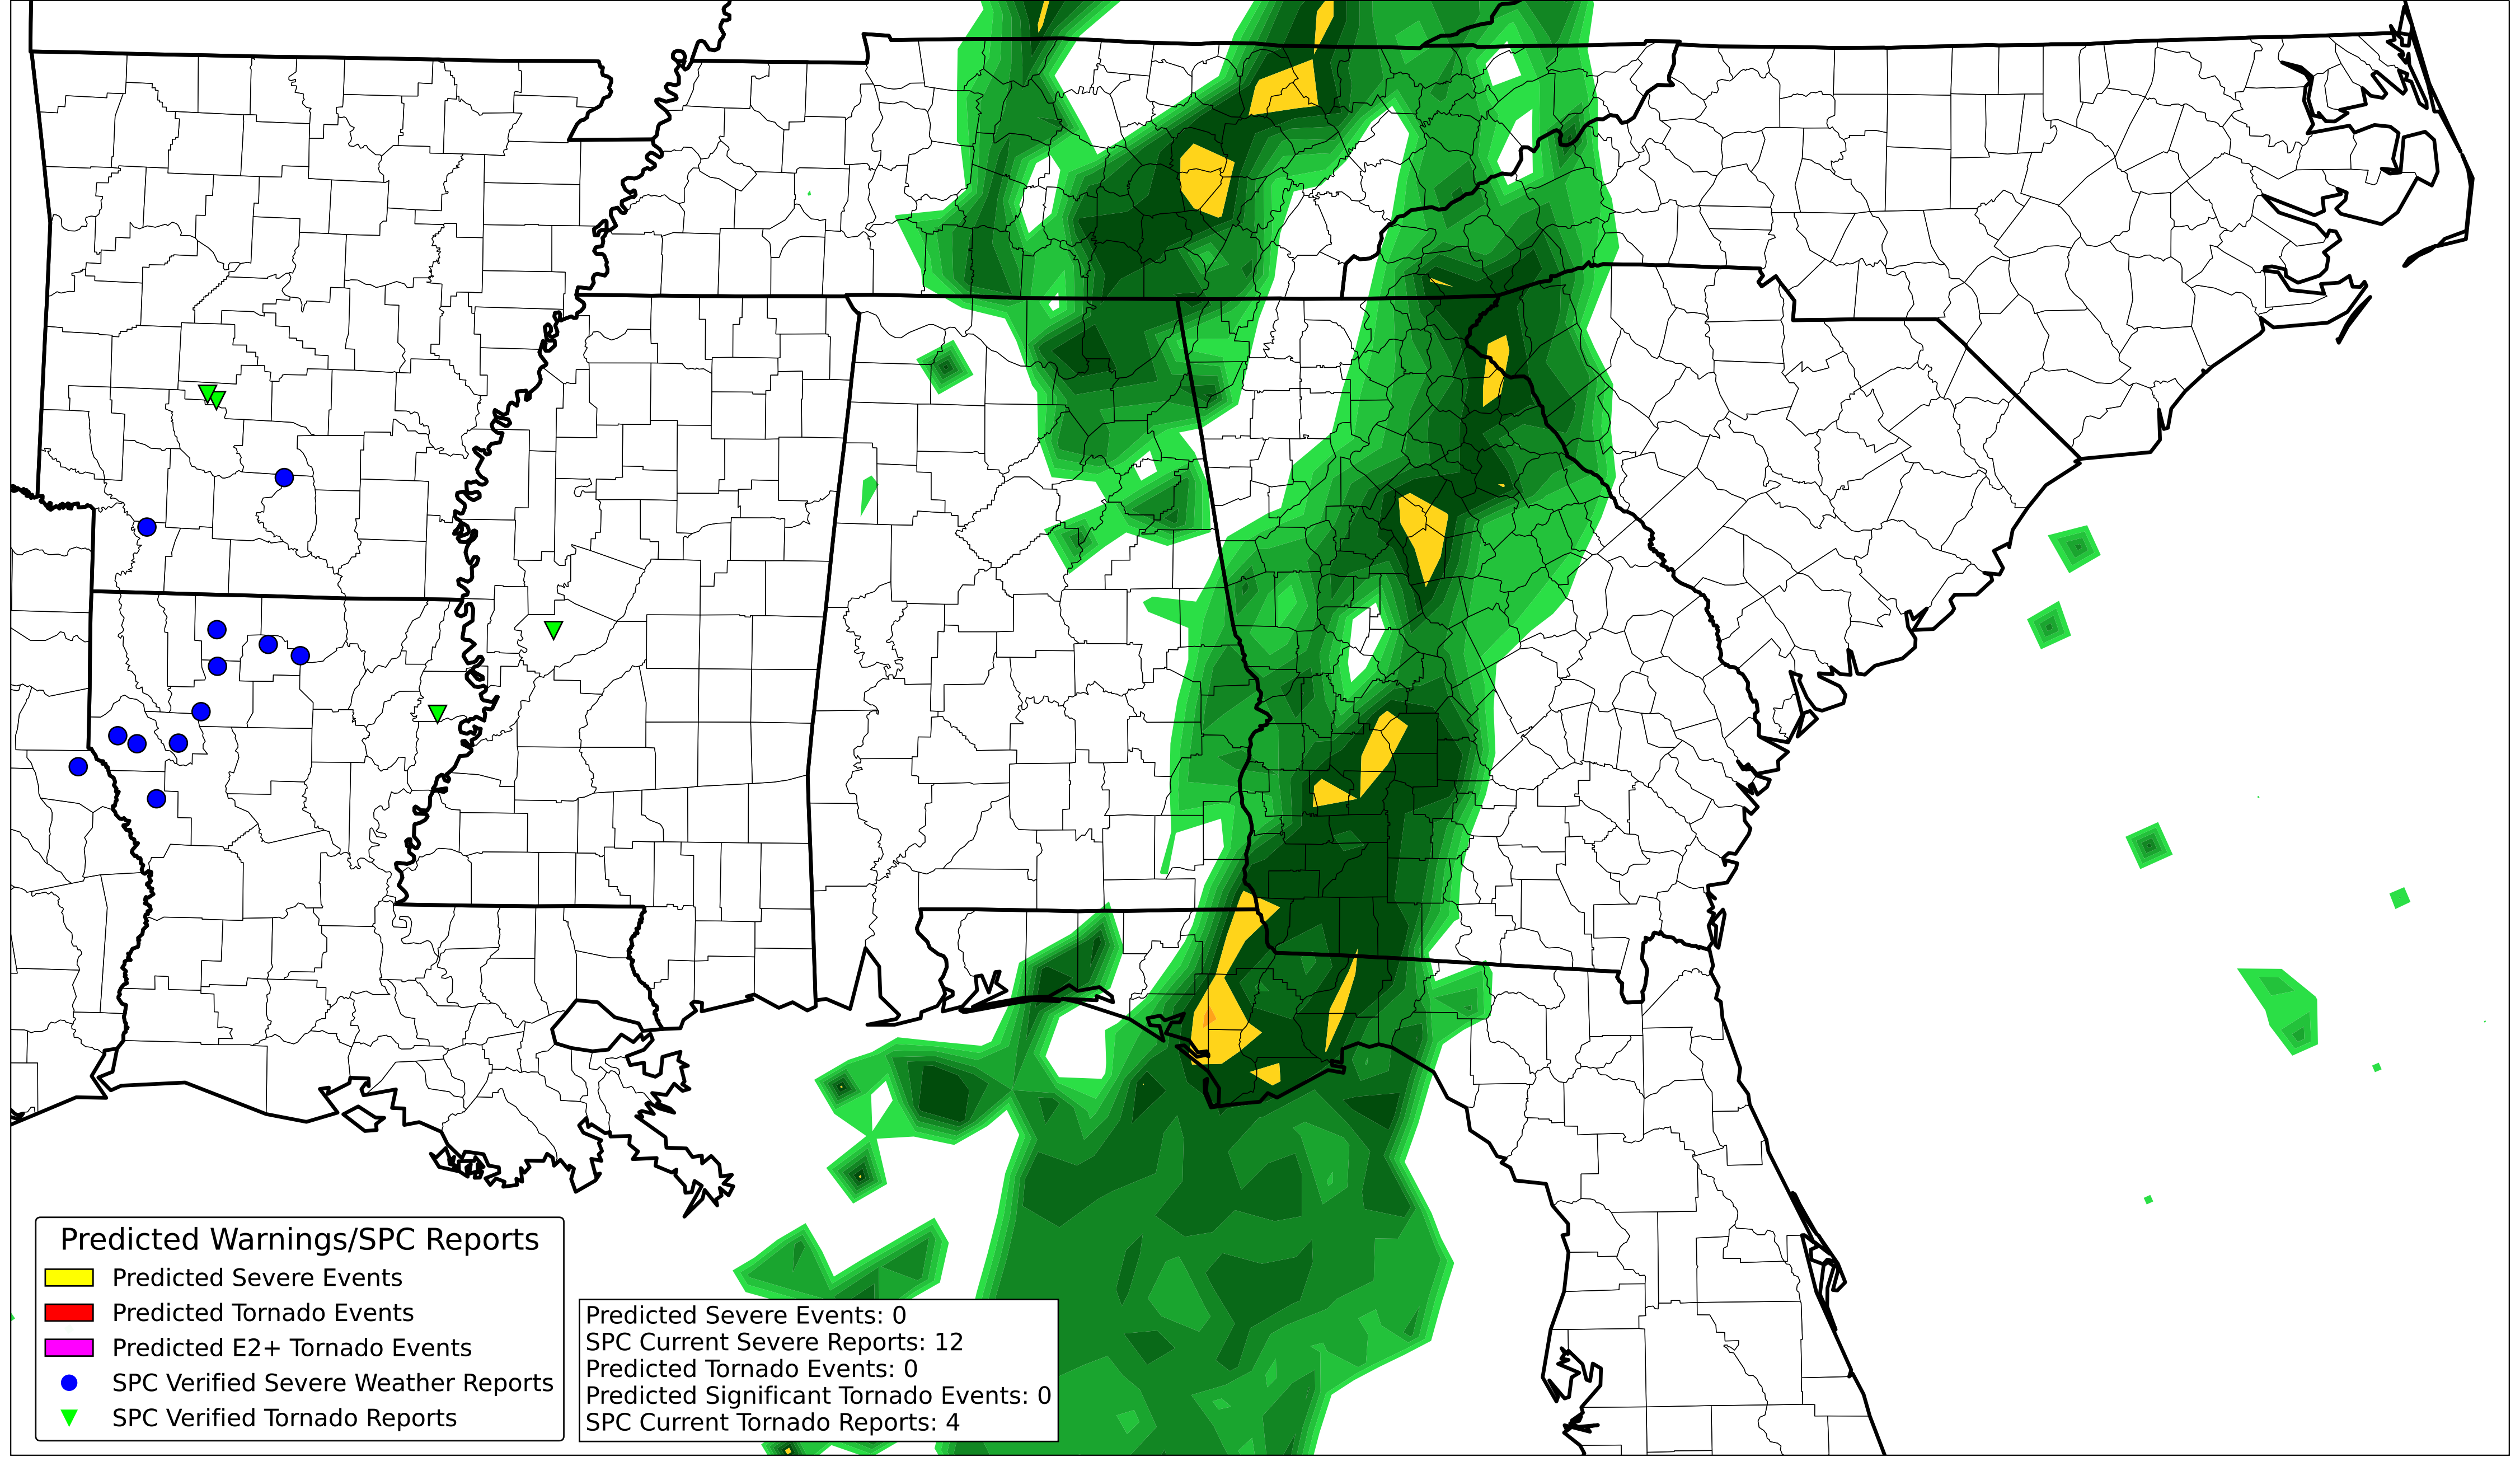 Predicted Warnings/SPC Reports
Predicted Severe Events
Predicted Tornado Events
Predicted E2+ Tornado Events
SPC Verified Severe Weather Reports
SPC Verified Tornado Reports
Predicted Severe Events: 0
SPC Current Severe Reports: 12
Predicted Tornado Events: 0
Predicted Significant Tornado Events: 0
SPC Current Tornado Reports: 4